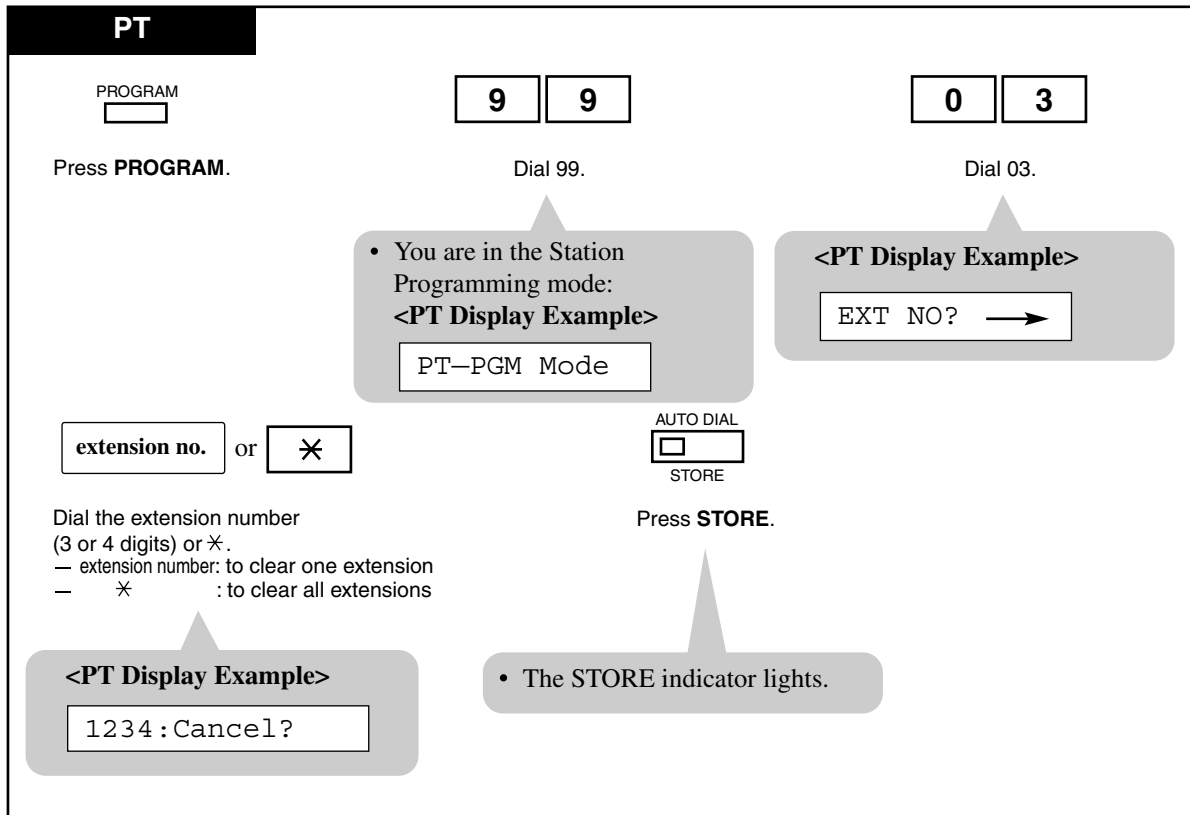 PT
PROGRAM
9 9
0 3
Press PROGRAM.
Dial 99.
Dial 03.
• You are in the Station
Programming mode:
<PT Display Example>
PT—PGM Mode
<PT Display Example>
EXT NO? →
extension no. or ✳
AUTO DIAL
STORE
Dial the extension number
(3 or 4 digits) or ✳.
— extension number: to clear one extension
— ✳ : to clear all extensions
Press STORE.
<PT Display Example>
1234:Cancel?
• The STORE indicator lights.